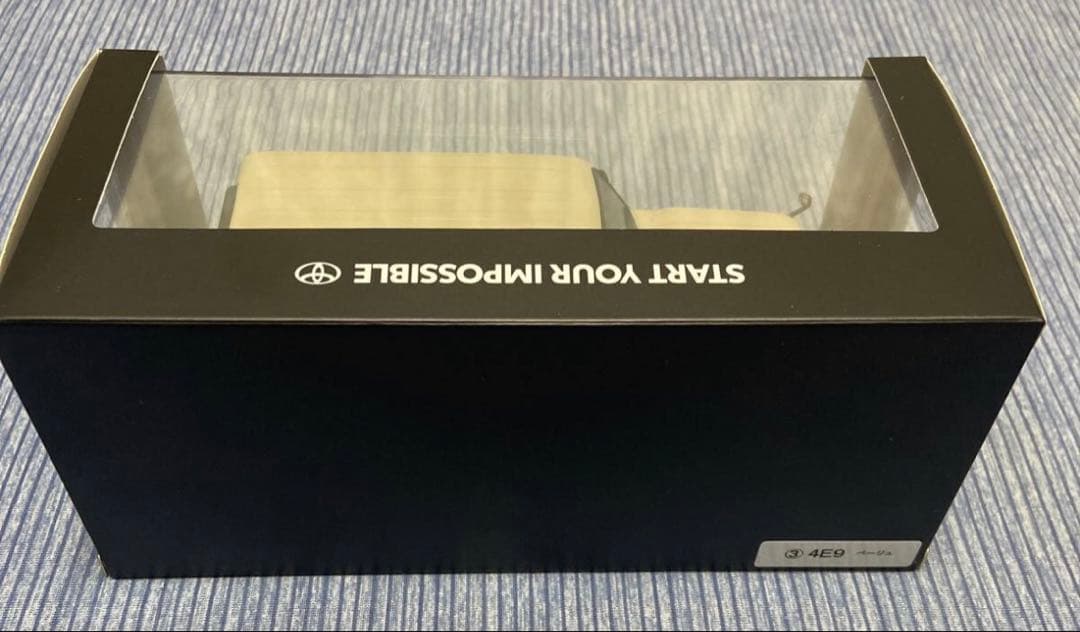 START YOUR IMPOSSIBLE
③ 4E9 ベージュ